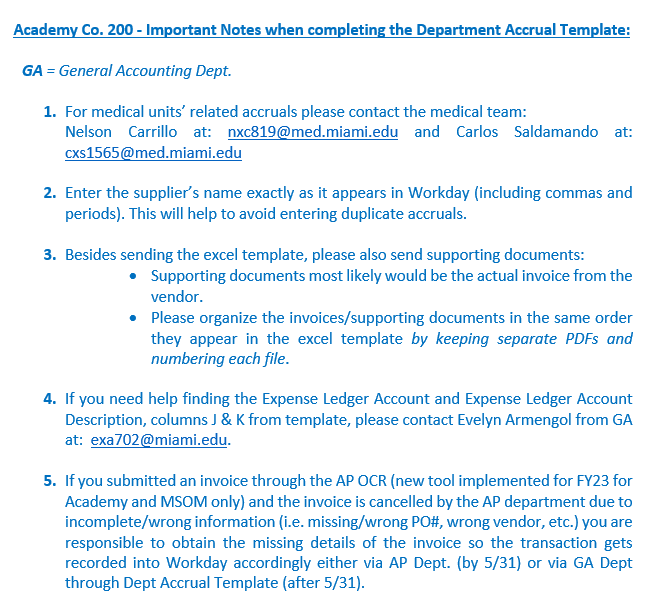 Academy Co. 200 - Important Notes when completing the Department Accrual Template:
GA = General Accounting Dept.
1. For medical units’ related accruals please contact the medical team:
Nelson Carrillo at: nxc819@med.miami.edu and Carlos Saldamando at:
cxs1565@med.miami.edu
2. Enter the supplier’s name exactly as it appears in Workday (including commas and
periods). This will help to avoid entering duplicate accruals.
3. Besides sending the excel template, please also send supporting documents:
• Supporting documents most likely would be the actual invoice from the
vendor.
• Please organize the invoices/supporting documents in the same order
they appear in the excel template by keeping separate PDFs and
numbering each file.
4. If you need help finding the Expense Ledger Account and Expense Ledger Account
Description, columns J & K from template, please contact Evelyn Armengol from GA
at: exa702@miami.edu.
5. If you submitted an invoice through the AP OCR (new tool implemented for FY23 for
Academy and MSOM only) and the invoice is cancelled by the AP department due to
incomplete/wrong information (i.e. missing/wrong PO#, wrong vendor, etc.) you are
responsible to obtain the missing details of the invoice so the transaction gets
recorded into Workday accordingly either via AP Dept. (by 5/31) or via GA Dept
through Dept Accrual Template (after 5/31).